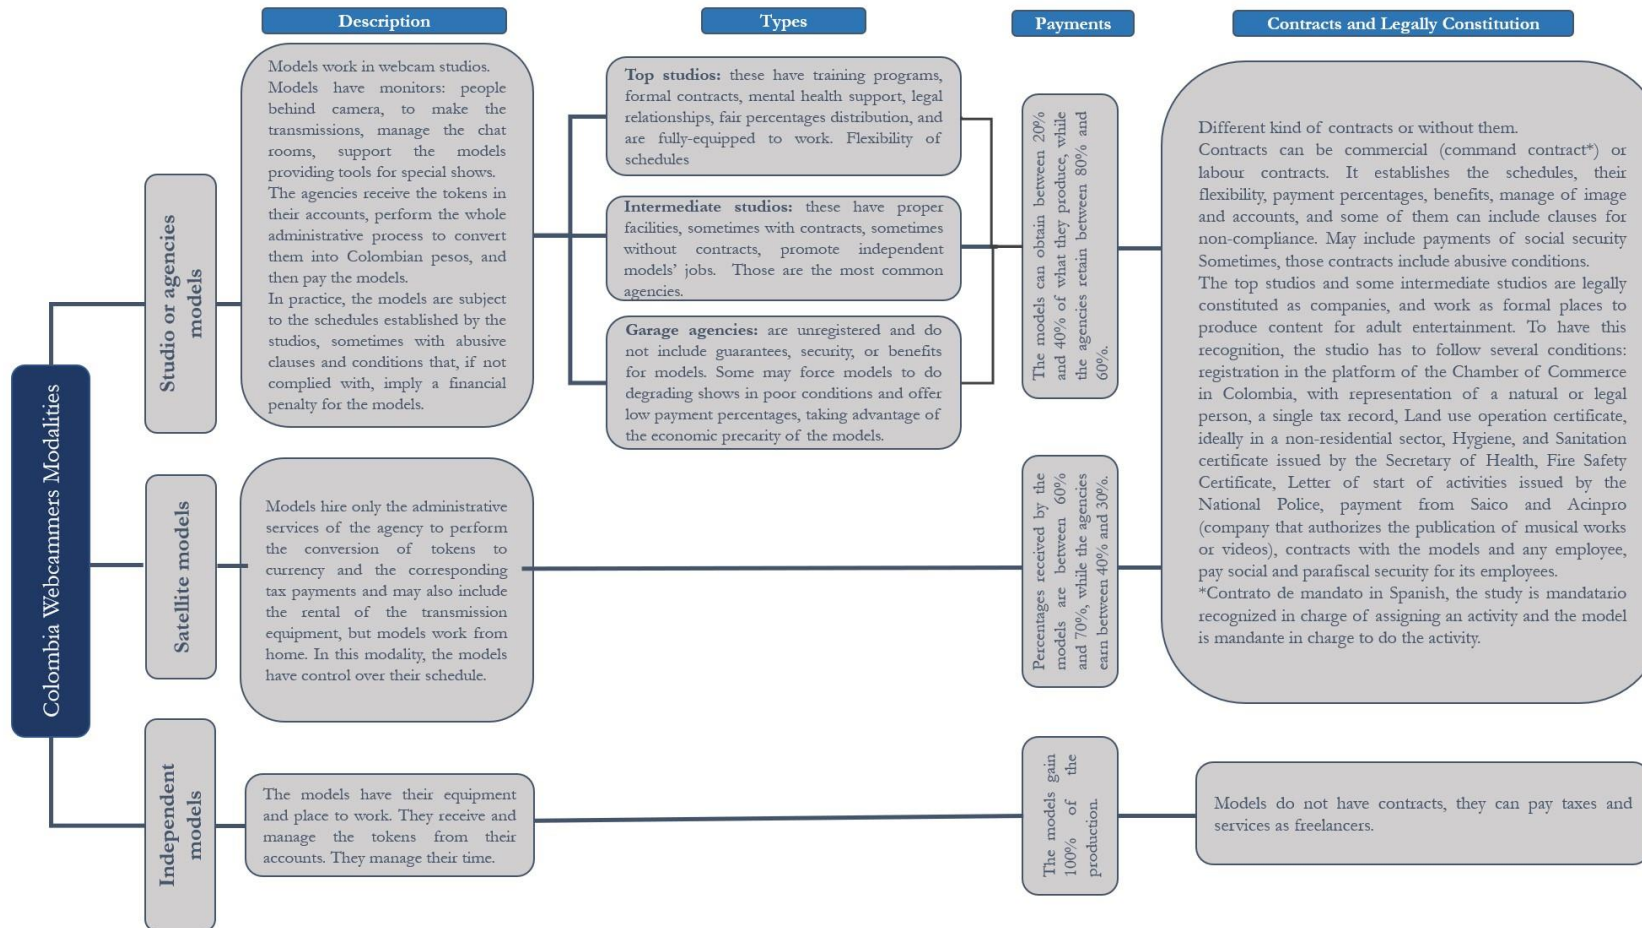 Description
Types
Payments
Contracts and Legally Constitution
Colombia Webcammers Modalities
Studio or agencies
models
Models work in webcam studios.
Models have monitors: people
behind camera, to make the
transmissions, manage the chat
rooms, support the models
providing tools for special shows.
The agencies receive the tokens in
their accounts, perform the whole
administrative process to convert
them into Colombian pesos, and
then pay the models.
In practice, the models are subject
to the schedules established by the
studios, sometimes with abusive
clauses and conditions that, if not
complied with, imply a financial
penalty for the models.
Top studios: these have training programs,
formal contracts, mental health support, legal
relationships, fair percentages distribution, and
are fully-equipped to work. Flexibility of
schedules
Intermediate studios: these have proper
facilities, sometimes with contracts, sometimes
without contracts, promote independent
models' jobs. Those are the most common
agencies.
Garage agencies: are unregistered and do
not include guarantees, security, or benefits
for models. Some may force models to do
degrading shows in poor conditions and offer
low payment percentages, taking advantage of
the economic precarity of the models.
The models can obtain between 20%
and 40% of what they produce, while
the agencies retain between 80% and
60%.
Different kind of contracts or without them.
Contracts can be commercial (command contract*) or
labour contracts. It establishes the schedules, their
flexibility, payment percentages, benefits, manage of image
and accounts, and some of them can include clauses for
non-compliance. May include payments of social security
Sometimes, those contracts include abusive conditions.
The top studios and some intermediate studios are legally
constituted as companies, and work as formal places to
produce content for adult entertainment. To have this
recognition, the studio has to follow several conditions:
registration in the platform of the Chamber of Commerce
in Colombia, with representation of a natural or legal
person, a single tax record, Land use operation certificate,
ideally in a non-residential sector, Hygiene, and Sanitation
certificate issued by the Secretary of Health, Fire Safety
Certificate, Letter of start of activities issued by the
National Police, payment from Saico and Acinpro
(company that authorizes the publication of musical works
or videos), contracts with the models and any employee,
pay social and parafiscal security for its employees.
*Contrato de mandato in Spanish, the study is mandatario
recognized in charge of assigning an activity and the model
is mandante in charge to do the activity.
Satellite models
Models hire only the administrative
services of the agency to perform
the conversion of tokens to
currency and the corresponding
tax payments and may also include
the rental of the transmission
equipment, but models work from
home. In this modality, the models
have control over their schedule.
Percentages received by the
models are between 60%
and 70%, while the agencies
earn between 40% and 30%.
Independent
models
The models have their equipment
and place to work. They receive and
manage the tokens from their
accounts. They manage their time.
The models gain
100% of the
production.
Models do not have contracts, they can pay taxes and
services as freelancers.